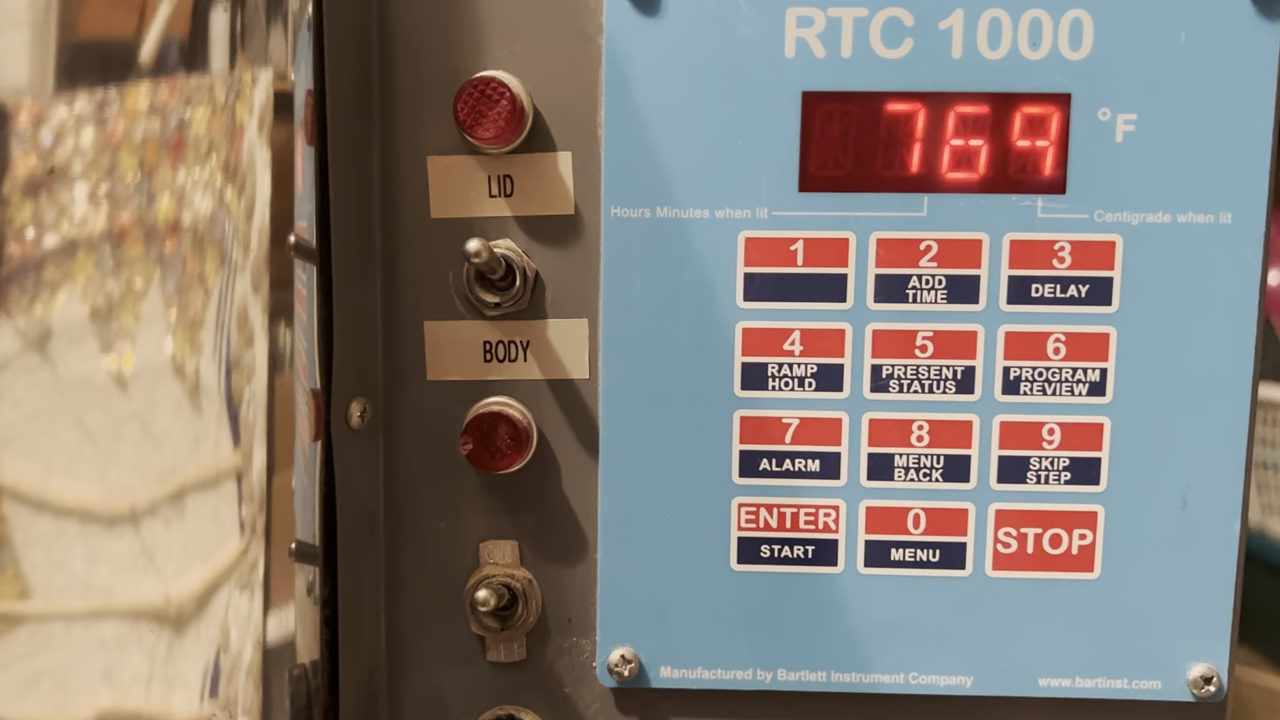 RTC 1000
769
°F
Hours Minutes when lit
Centigrade when lit
LID
BODY
ON
1
2
ADD
TIME
3
DELAY
4
RAMP
HOLD
5
PRESENT
STATUS
6
PROGRAM
REVIEW
7
ALARM
8
MENU
BACK
9
SKIP
STEP
ENTER
START
0
MENU
STOP
Manufactured by Bartlett Instrument Company
www.bartinst.com